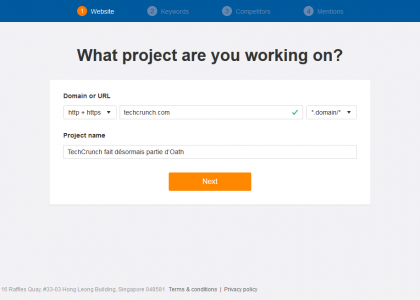 1 Website 2 Keywords 3 Competitors 4 Mentions
What project are you working on?
Domain or URL
http + https techcrunch.com *.domain/*
Project name
TechCrunch fait désormais partie d'Oath
Next
16 Raffles Quay, #33-03 Hong Leong Building, Singapore 048581 Terms & conditions | Privacy policy